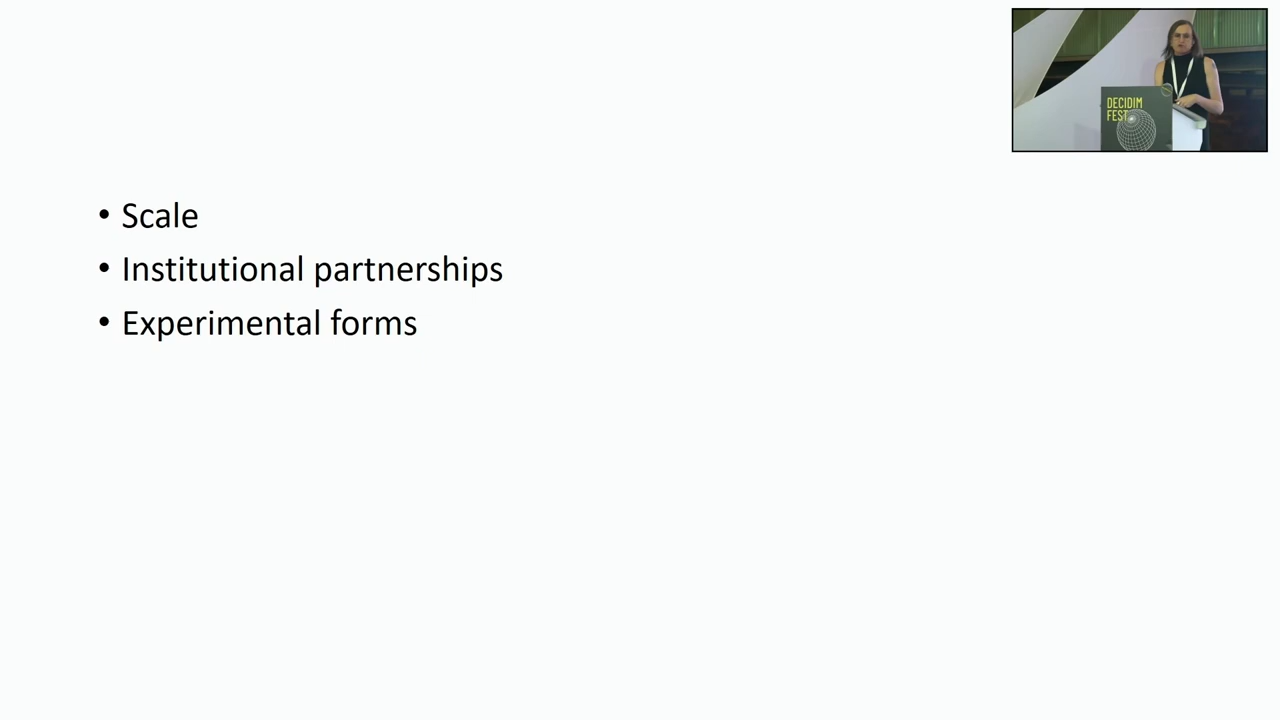 DECIDIM
FEST
• Scale
• Institutional partnerships
• Experimental forms